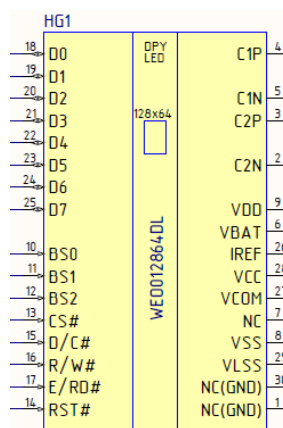 HG1
18 D0 DPY LED C1P 4
19 D1
20 D2 C1N 5
21 D3 128x64 C2P 3
22 D4
23 D5 C2N 2
24 D6
25 D7 VDD 9
VBAT 6
10 BS0 IREF 26
11 BS1 VCC 28
12 BS2 VCOM 27
13 CS# NC 7
15 D/C# VSS 8
16 R/W# VLSS 29
17 E/RD# NC(GND) 30
14 RST# NC(GND) 1
WEO012864DL